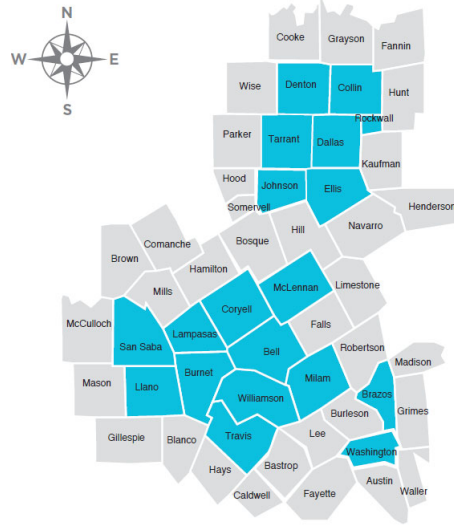 N
W E
S
Cooke
Grayson
Fannin
Wise
Denton
Collin
Hunt
Rockwall
Parker
Tarrant
Dallas
Kaufman
Hood
Johnson
Ellis
Somervell
Henderson
Navarro
Hill
Bosque
Comanche
Brown
Hamilton
Mills
McLennan
Limestone
Coryell
McCulloch
Lampasas
Falls
San Saba
Bell
Robertson
Madison
Mason
Llano
Burnet
Milam
Brazos
Williamson
Grimes
Burleson
Gillespie
Blanco
Travis
Lee
Washington
Hays
Bastrop
Austin
Waller
Caldwell
Fayette